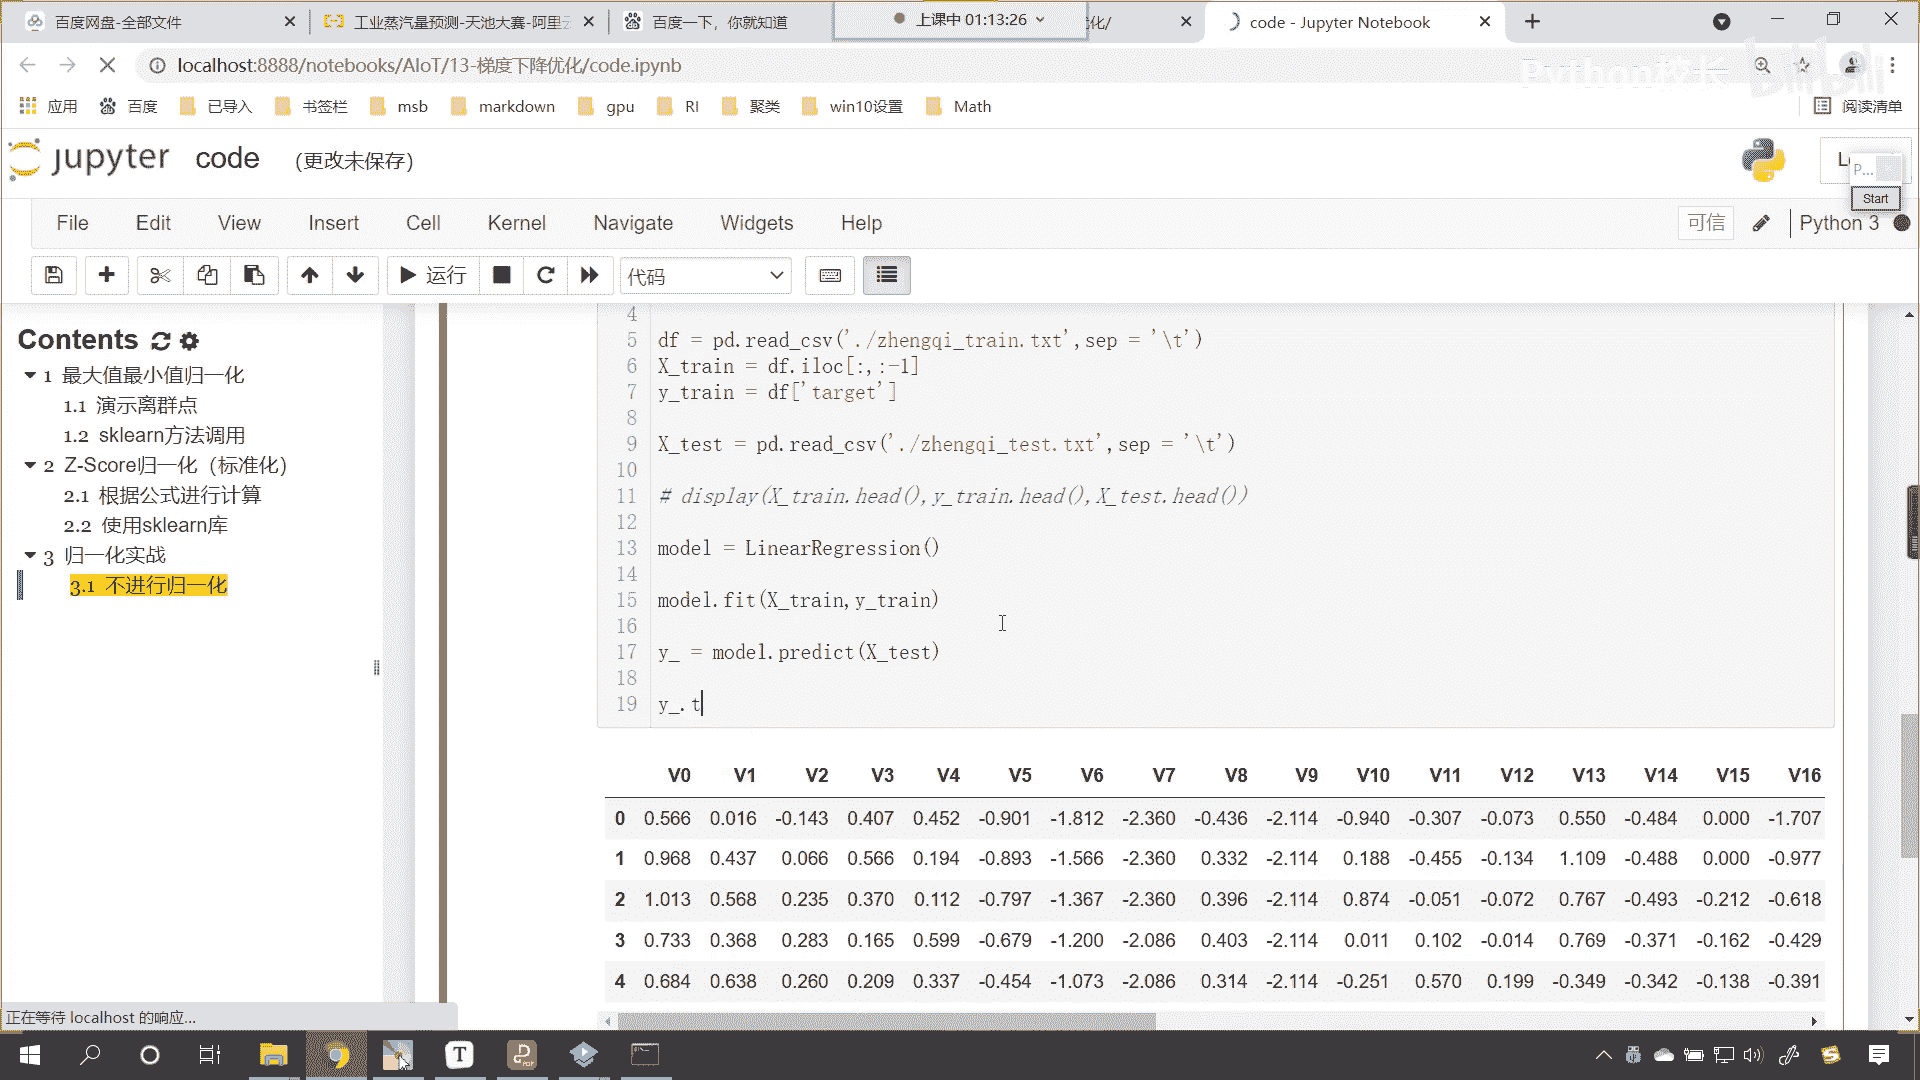 百度网盘-全部文件
工业蒸汽量预测-天池大赛-阿里云
百度一下，你就知道
上课中 01:13:26
优化/
code - Jupyter Notebook
localhost:8888/notebooks/AIoT/13-梯度下降优化/code.ipynb
Python校长
bilibili
应用 百度 已导入 书签栏 msb markdown gpu RI 聚类 win10设置 Math 阅读清单
jupyter code (更改未保存)
P...
Start
File Edit View Insert Cell Kernel Navigate Widgets Help 可信 Python 3
运行 代码
Contents
1 最大值最小值归一化
1.1 演示离群点
1.2 sklearn方法调用
2 Z-Score归一化（标准化）
2.1 根据公式进行计算
2.2 使用sklearn库
3 归一化实战
3.1 不进行归一化
4
5 df = pd.read_csv('./zhengqi_train.txt',sep = '\t')
6 X_train = df.iloc[:,:-1]
7 y_train = df['target']
8
9 X_test = pd.read_csv('./zhengqi_test.txt',sep = '\t')
10
11 # display(X_train.head(),y_train.head(),X_test.head())
12
13 model = LinearRegression()
14
15 model.fit(X_train,y_train)
16
17 y_ = model.predict(X_test)
18
19 y_.t
V0 V1 V2 V3 V4 V5 V6 V7 V8 V9 V10 V11 V12 V13 V14 V15 V16
0 0.566 0.016 -0.143 0.407 0.452 -0.901 -1.812 -2.360 -0.436 -2.114 -0.940 -0.307 -0.073 0.550 -0.484 0.000 -1.707
1 0.968 0.437 0.066 0.566 0.194 -0.893 -1.566 -2.360 0.332 -2.114 0.188 -0.455 -0.134 1.109 -0.488 0.000 -0.977
2 1.013 0.568 0.235 0.370 0.112 -0.797 -1.367 -2.360 0.396 -2.114 0.874 -0.051 -0.072 0.767 -0.493 -0.212 -0.618
3 0.733 0.368 0.283 0.165 0.599 -0.679 -1.200 -2.086 0.403 -2.114 0.011 0.102 -0.014 0.769 -0.371 -0.162 -0.429
4 0.684 0.638 0.260 0.209 0.337 -0.454 -1.073 -2.086 0.314 -2.114 -0.251 0.570 0.199 -0.349 -0.342 -0.138 -0.391
正在等待 localhost 的响应...